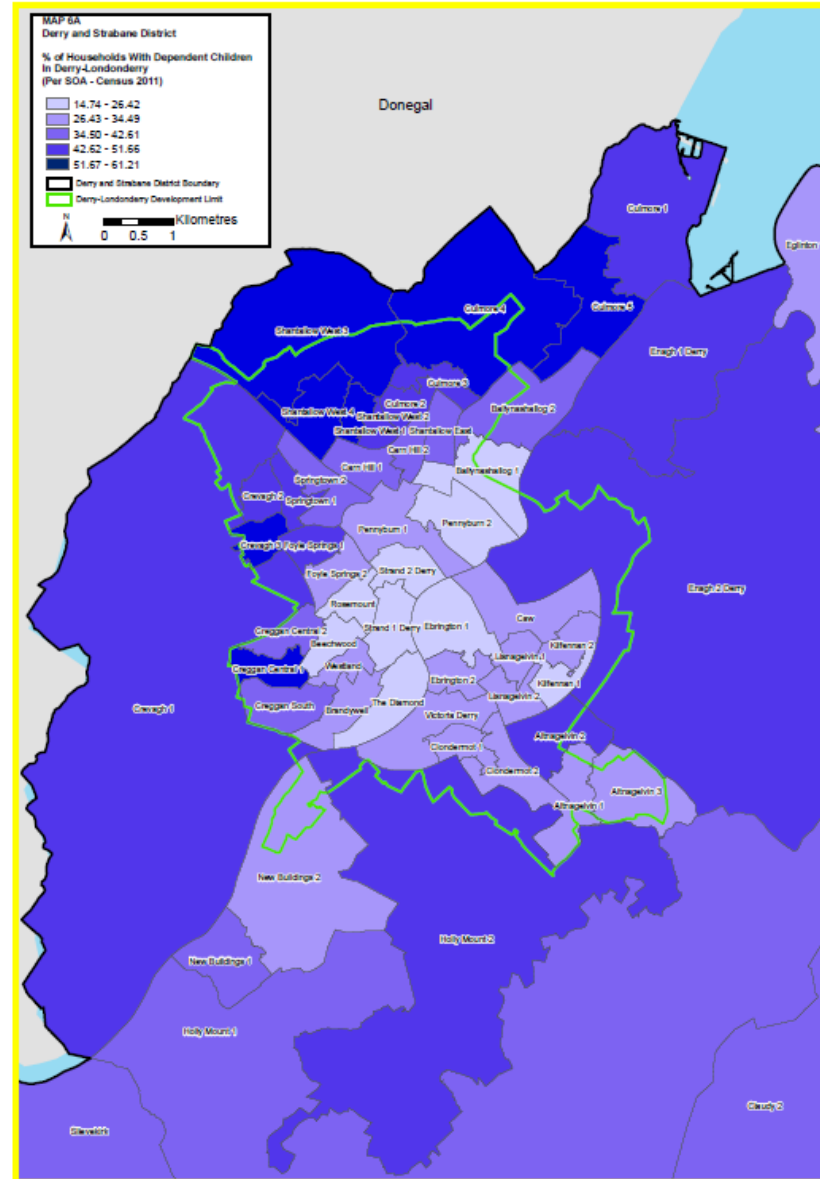 MAP 6A
Derry and Strabane District
% of Households With Dependent Children
In Derry-Londonderry
(Per SOA - Census 2011)
14.74 - 26.42
26.43 - 34.49
34.50 - 42.61
42.62 - 51.66
51.67 - 61.21
Derry and Strabane District Boundary
Derry-Londonderry Development Limit
N
Kilometres
0 0.5 1
Donegal
Culmore 1
Eglinton
Culmore 4
Culmore 5
Shantallow West 3
Enagh 1 Derry
Culmore 3
Culmore 2
Shantallow West 4
Shantallow West 2
Ballynashallog 2
Shantallow West 1
Shantallow East
Carn Hill 2
Carn Hill 1
Ballynashallog 1
Springtown 2
Crevagh 2
Springtown 1
Pennyburn 2
Pennyburn 1
Crevagh 3
Foyle Springs 1
Strand 2 Derry
Foyle Springs 2
Enagh 2 Derry
Rosemount
Caw
Creggan Central 2
Strand 1 Derry
Ebrington 1
Beechwood
Kilfennan 2
Lisnagelvin 1
Creggan Central 1
Westland
Ebrington 2
Kilfennan 1
Lisnagelvin 2
The Diamond
Creggan South
Brandywell
Crevagh 1
Victoria Derry
Altnagelvin 2
Clondermot 1
Clondermot 2
Altnagelvin 3
Altnagelvin 1
New Buildings 2
Holly Mount 2
New Buildings 1
Holly Mount 1
Claudy 2
Slievekirk